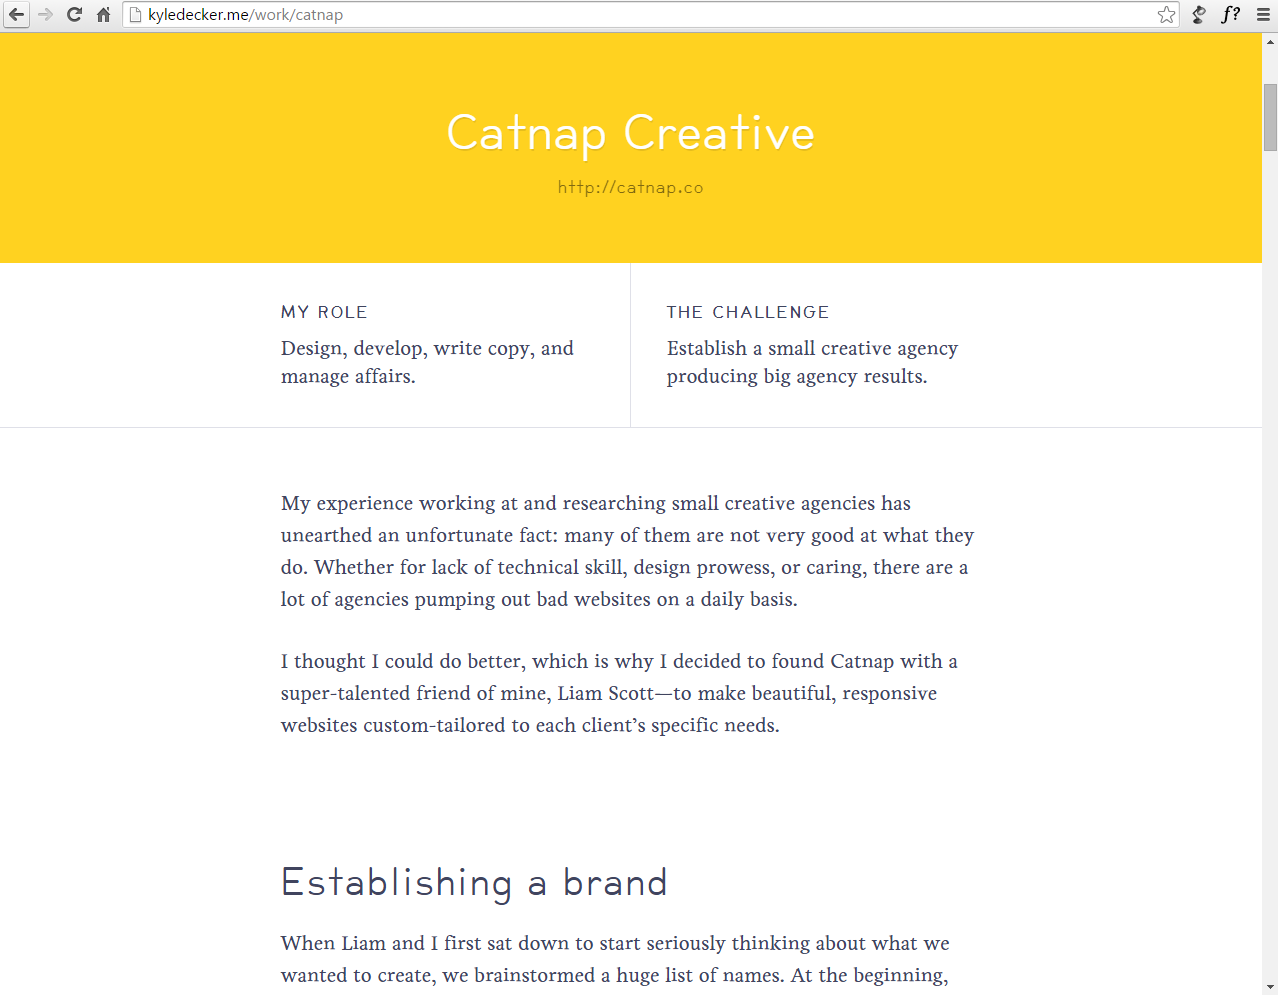 kyledecker.me/work/catnap
f?
Catnap Creative
http://catnap.co
MY ROLE
Design, develop, write copy, and
manage affairs.
THE CHALLENGE
Establish a small creative agency
producing big agency results.
My experience working at and researching small creative agencies has
unearthed an unfortunate fact: many of them are not very good at what they
do. Whether for lack of technical skill, design prowess, or caring, there are a
lot of agencies pumping out bad websites on a daily basis.
I thought I could do better, which is why I decided to found Catnap with a
super-talented friend of mine, Liam Scott—to make beautiful, responsive
websites custom-tailored to each client’s specific needs.
Establishing a brand
When Liam and I first sat down to start seriously thinking about what we
wanted to create, we brainstormed a huge list of names. At the beginning,